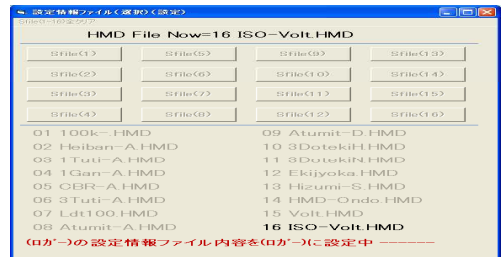 設定情報ファイル(選択)(設定)
Sfile(1-16)全クリア
HMD File Now=16 ISO-Volt.HMD
Sfile(1) Sfile(5) Sfile(9) Sfile(13)
Sfile(2) Sfile(6) Sfile(10) Sfile(14)
Sfile(3) Sfile(7) Sfile(11) Sfile(15)
Sfile(4) Sfile(8) Sfile(12) Sfile(16)
01 100k-.HMD 09 Atumit-D.HMD
02 Heiban-A.HMD 10 3DotekiH.HMD
03 1Tuti-A.HMD 11 3DotekiN.HMD
04 1Gan-A.HMD 12 Ekijyoka.HMD
05 CBR-A.HMD 13 Hizumi-S.HMD
06 3Tuti-A.HMD 14 HMD-Ondo.HMD
07 Ldt100.HMD 15 Volt.HMD
08 Atumit-A.HMD 16 ISO-Volt.HMD
(ロガー)の設定情報ファイル内容を(ロガー)に設定中 ------